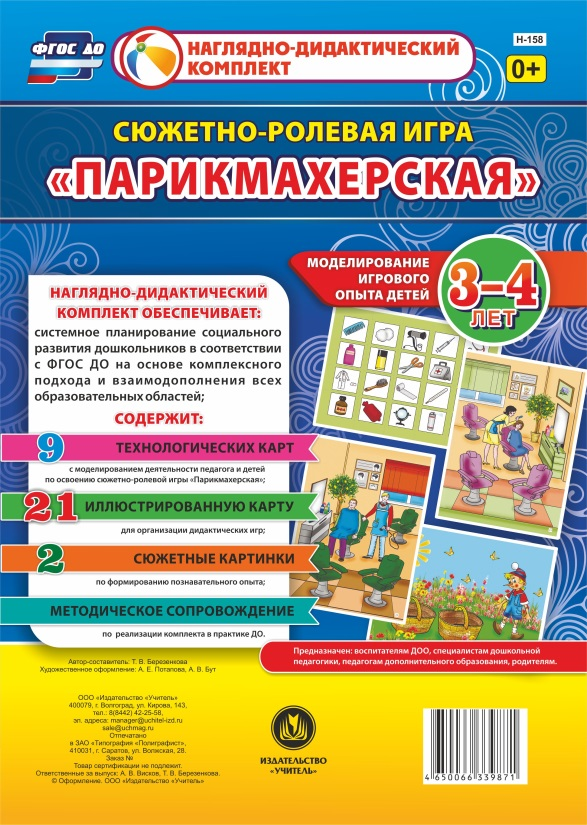 ФГОС ДО
НАГЛЯДНО-ДИДАКТИЧЕСКИЙ
КОМПЛЕКТ
Н-158
0+
СЮЖЕТНО-РОЛЕВАЯ ИГРА
«ПАРИКМАХЕРСКАЯ»
МОДЕЛИРОВАНИЕ
ИГРОВОГО
ОПЫТА ДЕТЕЙ
3–4
ЛЕТ
НАГЛЯДНО-ДИДАКТИЧЕСКИЙ
КОМПЛЕКТ ОБЕСПЕЧИВАЕТ:
системное планирование социального
развития дошкольников в соответствии
с ФГОС ДО на основе комплексного
подхода и взаимодополнения всех
образовательных областей;
СОДЕРЖИТ:
9 ТЕХНОЛОГИЧЕСКИХ КАРТ
с моделированием деятельности педагога и детей
по освоению сюжетно-ролевой игры «Парикмахерская»;
21 ИЛЛЮСТРИРОВАННУЮ КАРТУ
для организации дидактических игр;
2 СЮЖЕТНЫЕ КАРТИНКИ
по формированию познавательного опыта;
МЕТОДИЧЕСКОЕ СОПРОВОЖДЕНИЕ
по реализации комплекта в практике ДО.
Предназначен: воспитателям ДОО, специалистам дошкольной
педагогики, педагогам дополнительного образования, родителям.
Автор-составитель: Т. В. Березенкова
Художественное оформление: А. Е. Потапова, А. В. Бут
ООО «Издательство «Учитель»
400079, г. Волгоград, ул. Кирова, 143,
тел.: 8(8442) 42-25-58,
эл. адреса: manager@uchitel-izd.ru
sale@uchmag.ru
Отпечатано
в ЗАО «Типография «Полиграфист»,
410031, г. Саратов, ул. Волжская, 28.
Заказ №
Товар сертификации не подлежит.
Ответственные за выпуск: А. В. Висков, Т. В. Березенкова.
© Оформление. ООО «Издательство «Учитель»
ИЗДАТЕЛЬСТВО
«УЧИТЕЛЬ»
4 650066 339871